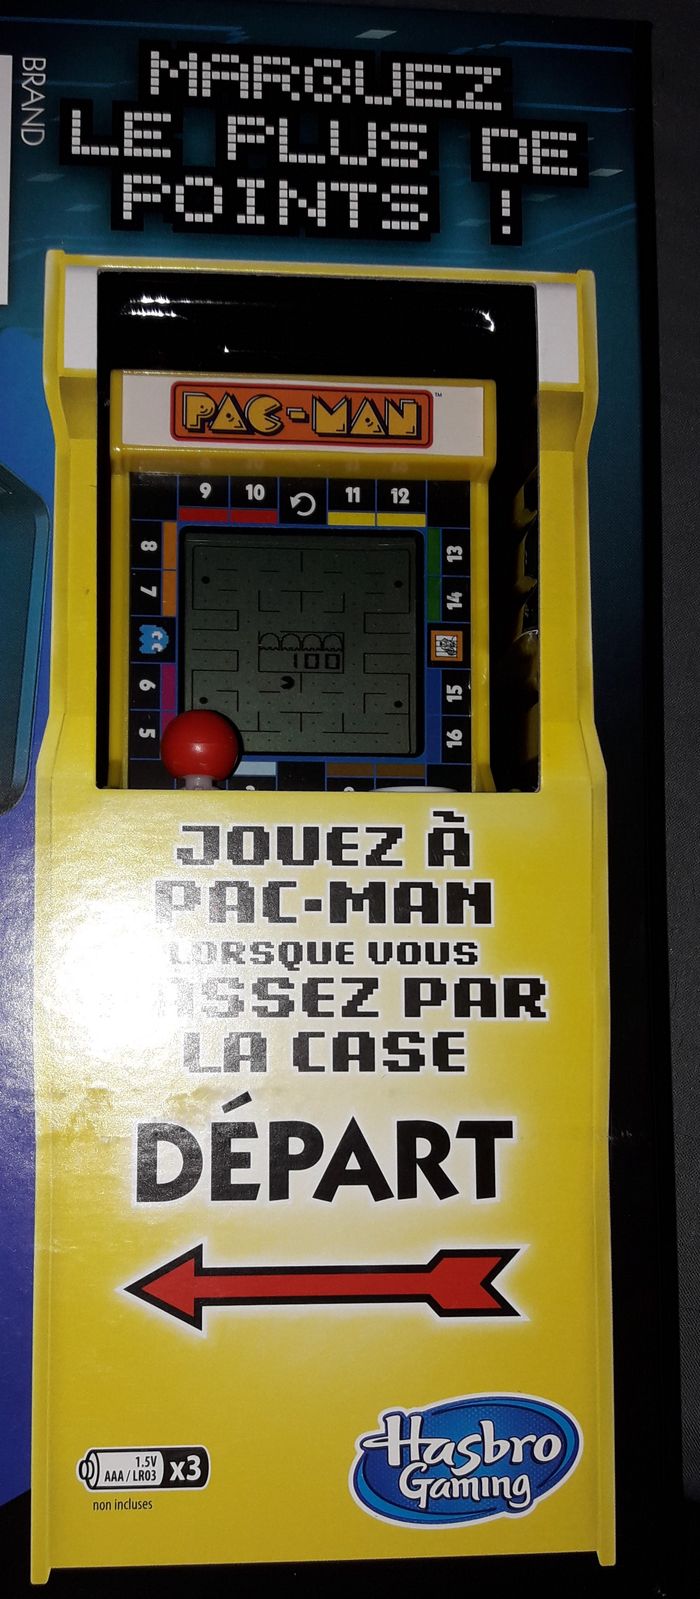 BRAND
MARQUEZ
LE PLUS DE
POINTS !
PAC-MAN™
9 10 11 12
8
7
6
5
13
14
15
16
100
JOUEZ À
PAC-MAN
LORSQUE VOUS
ASSEZ PAR
LA CASE
DÉPART
1.5V
AAA / LR03 x3
non incluses
Hasbro
Gaming